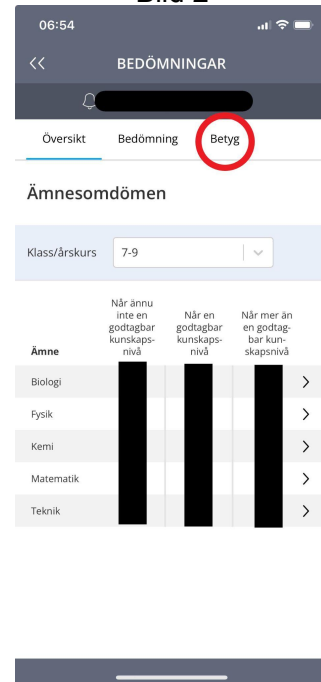 Bild 2
06:54
<< BEDÖMNINGAR
Översikt Bedömning Betyg
Ämnesomdömen
Klass/årskurs 7-9
Ämne
Når ännu
inte en
godtagbar
kunskaps-
nivå
Når en
godtagbar
kunskaps-
nivå
Når mer än
en godtag-
bar kun-
skapsnivå
Biologi
Fysik
Kemi
Matematik
Teknik